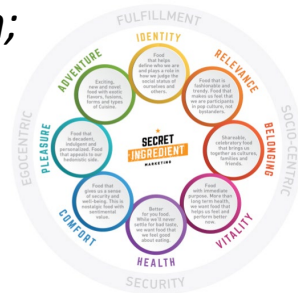 n;
FULFILLMENT
IDENTITY
Food
that helps
define who we are
and plays a role in
how we judge the
social status of
ourselves and
others.
RELEVANCE
Food that is
fashionable and
trendy. Food that
makes us feel that
we are participants
in pop culture, not
bystanders.
BELONGING
Shareable,
celebratory food
that brings us
together as cultures,
families and
friends.
SOCIO-CENTRIC
VITALITY
Food
with immediate
purpose. More than
long term health,
we want food that
helps us feel and
perform better
now.
HEALTH
Better
for you food.
While we'll never
settle for bad taste,
we want food that
we feel good
about eating.
SECURITY
COMFORT
Food that
gives us a sense
of security and
well-being. This is
nostalgic food with
sentimental
value.
PLEASURE
Food that
is decadent,
indulgent and
personalized. Food
that appeals to our
hedonistic side.
EGOCENTRIC
ADVENTURE
Exciting,
new and novel
food with exotic
flavors, fusions,
forms and types
of Cuisine.
SECRET
INGREDIENT
MARKETING